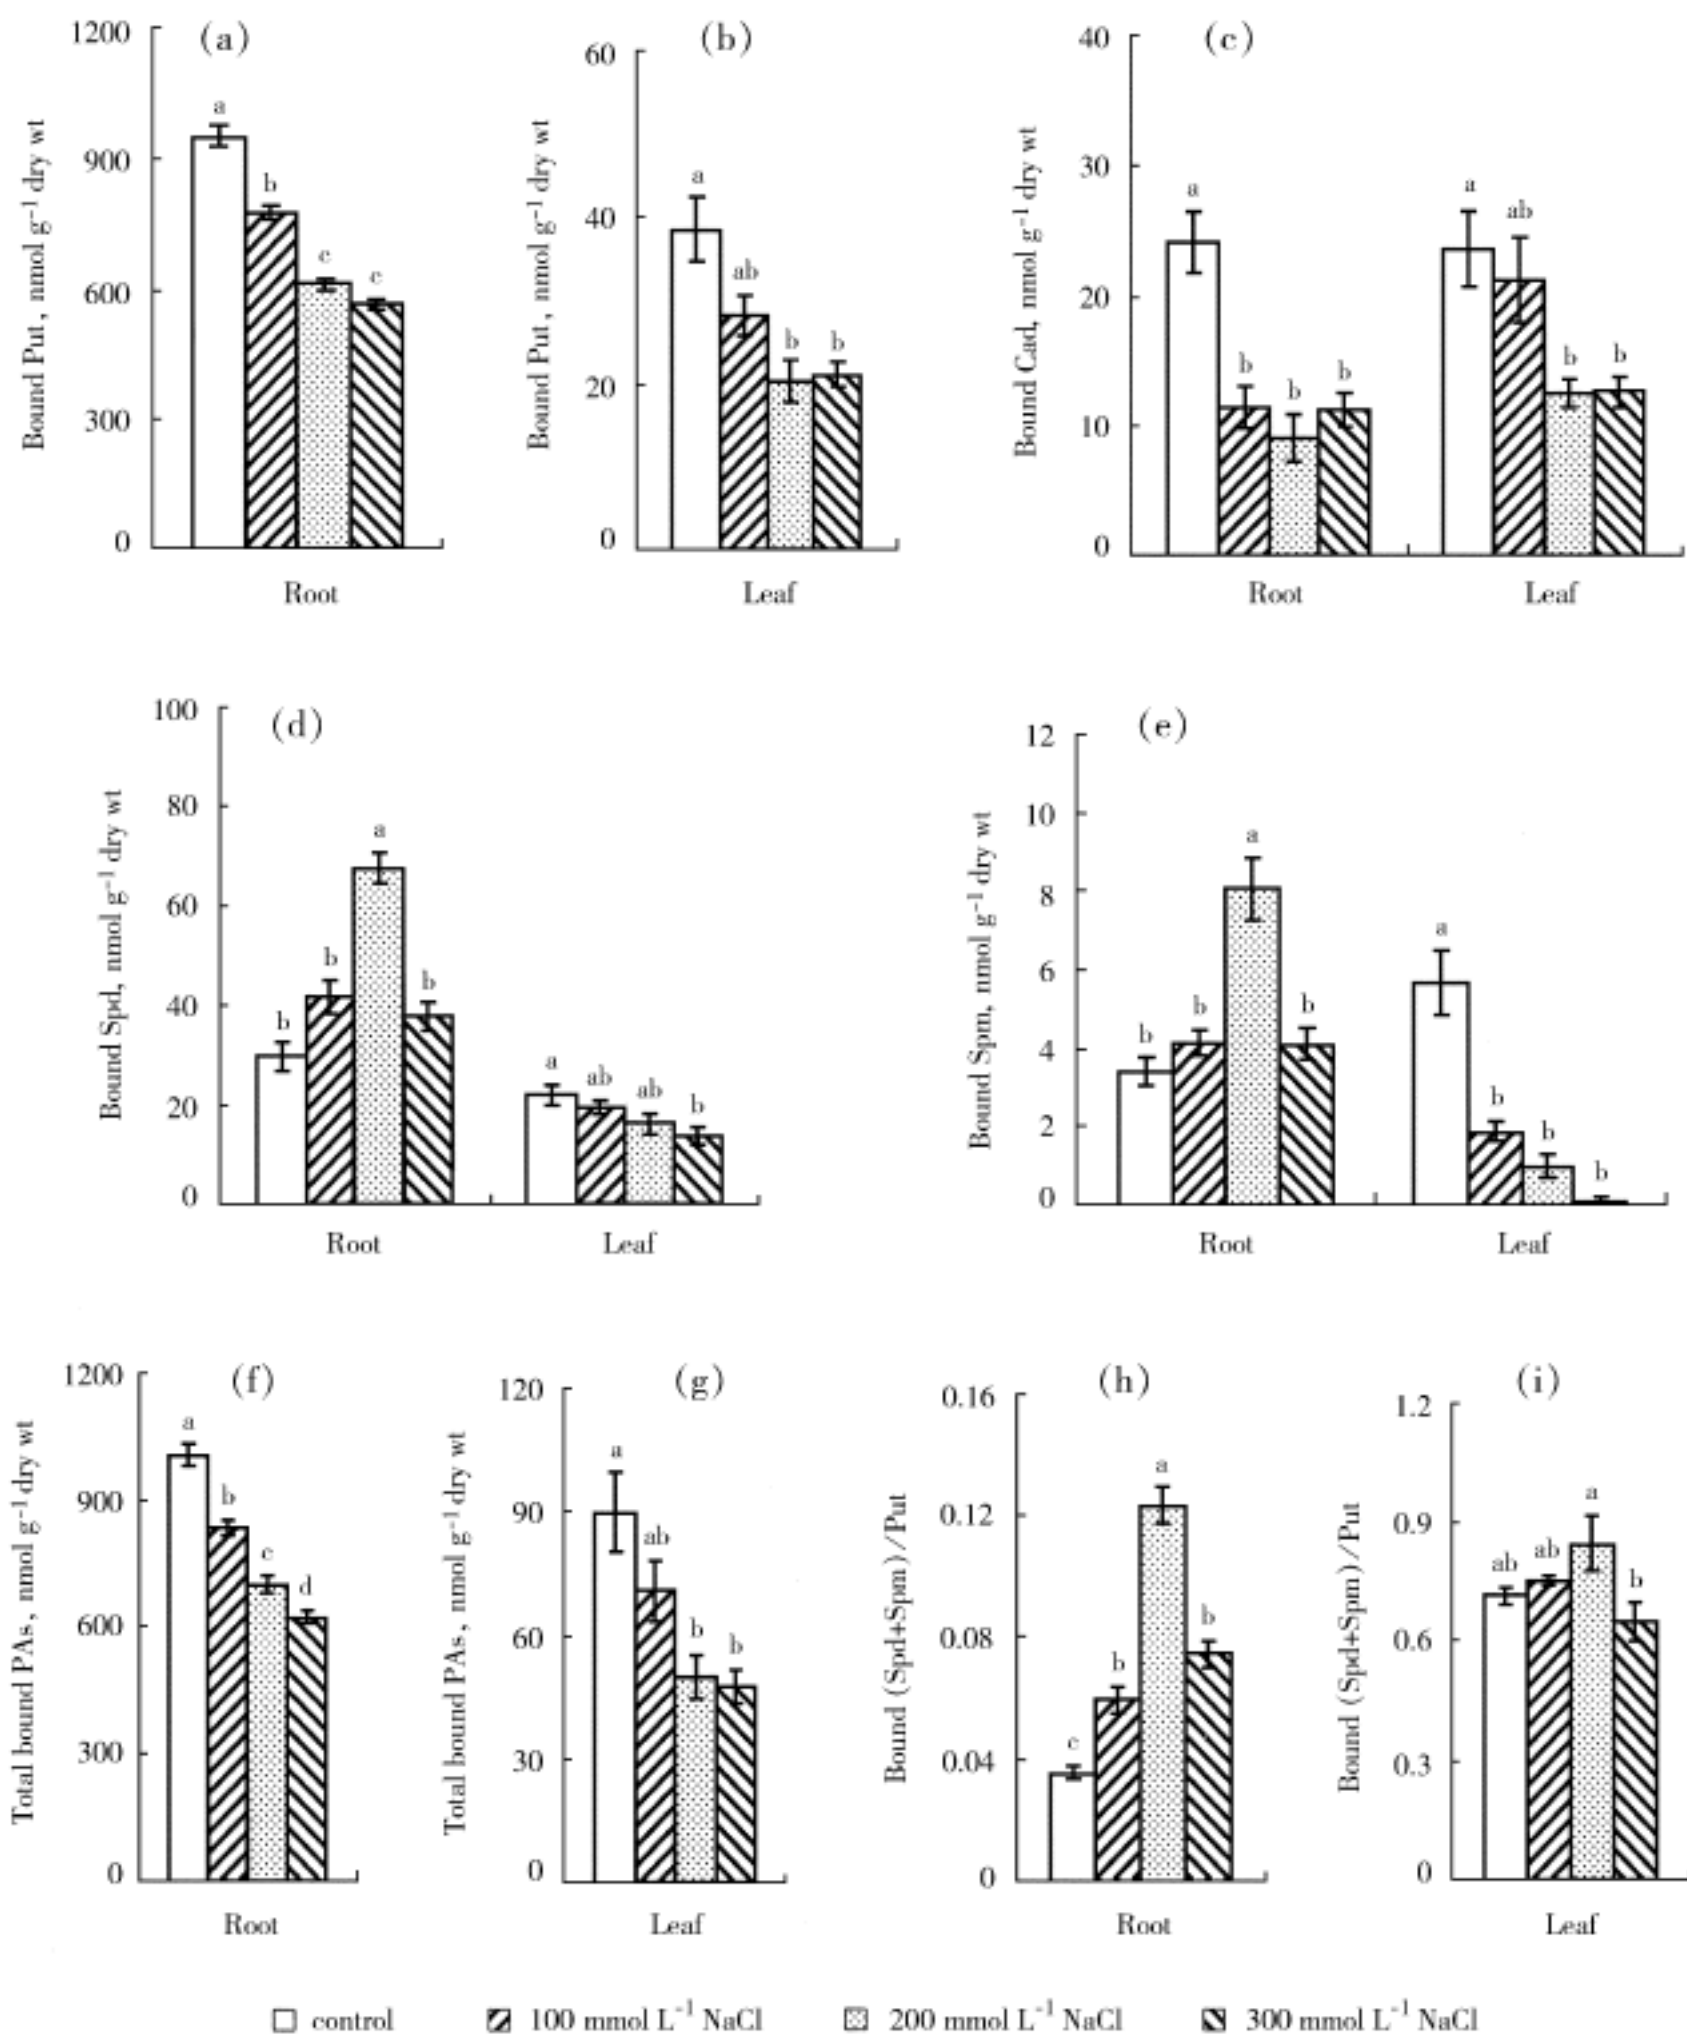 (a)
1200
900
600
300
0
Bound Put, nmol g⁻¹ dry wt
a
b
c
c
Root
(b)
60
40
20
0
Bound Put, nmol g⁻¹ dry wt
a
ab
b
b
Leaf
(c)
40
30
20
10
0
Bound Cad, nmol g⁻¹ dry wt
a
b
b
b
a
ab
b
b
Root
Leaf
(d)
100
80
60
40
20
0
Bound Spd, nmol g⁻¹ dry wt
b
b
a
b
a
ab
ab
b
Root
Leaf
(e)
12
10
8
6
4
2
0
Bound Spm, nmol g⁻¹ dry wt
b
b
a
b
a
b
b
b
Root
Leaf
(f)
1200
900
600
300
0
Total bound PAs, nmol g⁻¹ dry wt
a
b
c
d
Root
(g)
120
90
60
30
0
Total bound PAs, nmol g⁻¹ dry wt
a
ab
b
b
Leaf
(h)
0.16
0.12
0.08
0.04
0
Bound (Spd+Spm)/Put
c
b
a
b
Root
(i)
1.2
0.9
0.6
0.3
0
Bound (Spd+Spm)/Put
ab
ab
a
b
Leaf
control
100 mmol L⁻¹ NaCl
200 mmol L⁻¹ NaCl
300 mmol L⁻¹ NaCl